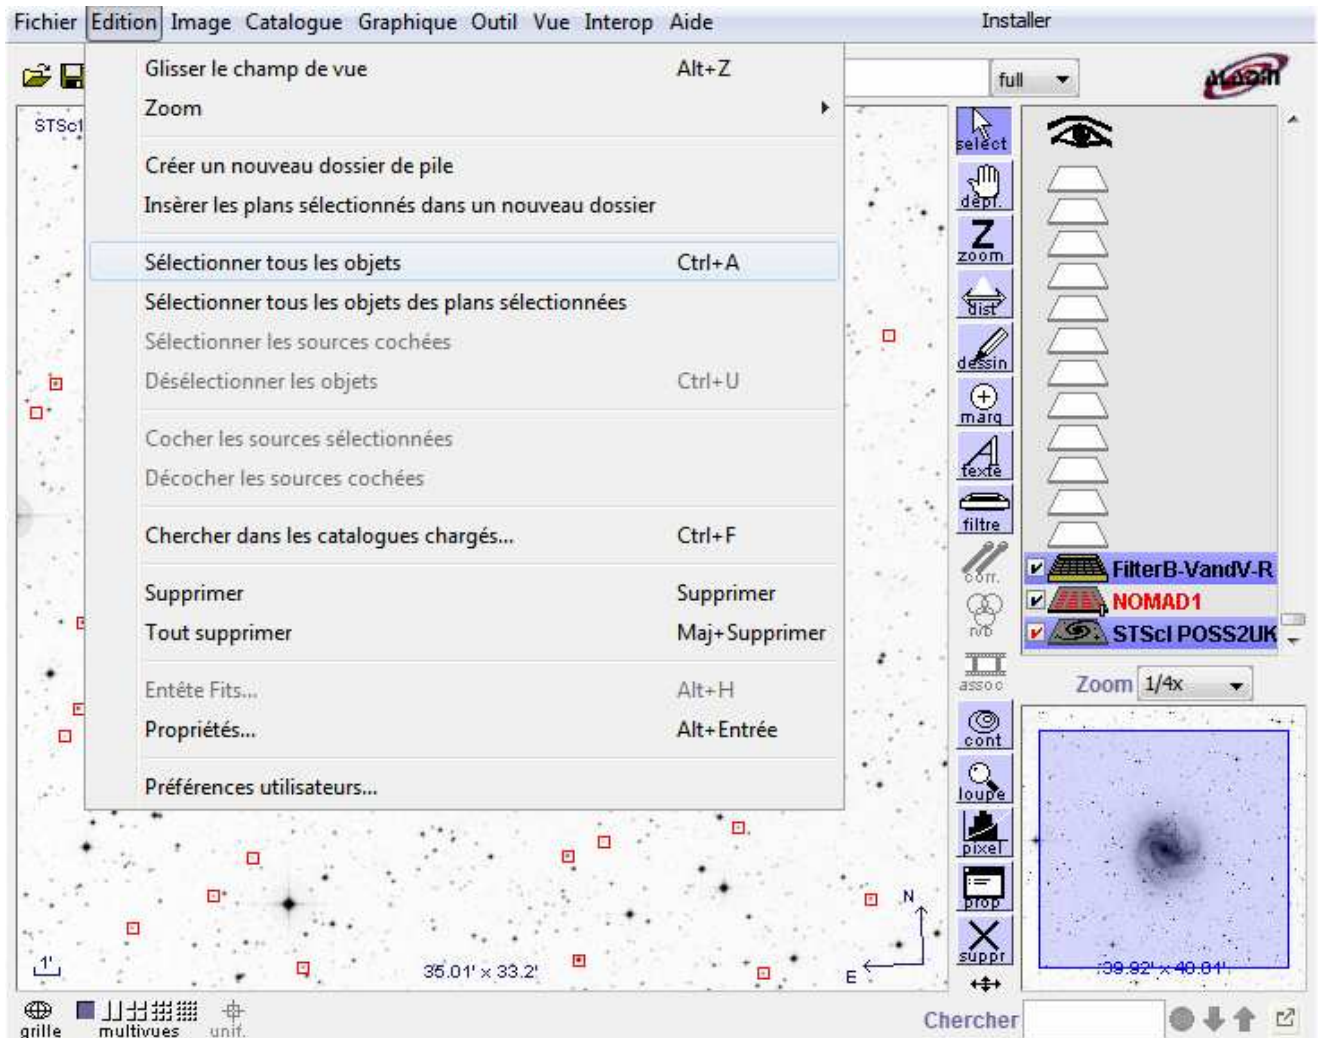 Fichier Edition Image Catalogue Graphique Outil Vue Interop Aide Installer
full
ALADIN
STSc1
Glisser le champ de vue Alt+Z
Zoom
Créer un nouveau dossier de pile
Insèrer les plans sélectionnés dans un nouveau dossier
Sélectionner tous les objets Ctrl+A
Sélectionner tous les objets des plans sélectionnées
Sélectionner les sources cochées
Désélectionner les objets Ctrl+U
Cocher les sources sélectionnées
Décocher les sources cochées
Chercher dans les catalogues chargés... Ctrl+F
Supprimer Supprimer
Tout supprimer Maj+Supprimer
Entête Fits... Alt+H
Propriétés... Alt+Entrée
Préférences utilisateurs...
select
dépl.
Z
zoom
dist
dessin
marq
A
texte
filtre
corr.
rvb
assoc
cont
loupe
pixel
prop
suppr
FilterB-VandV-R
NOMAD1
STScI POSS2UK
Zoom 1/4x
39.92' x 40.04'
1'
35.01' x 33.2'
N
E
grille
multivues
unif.
Chercher